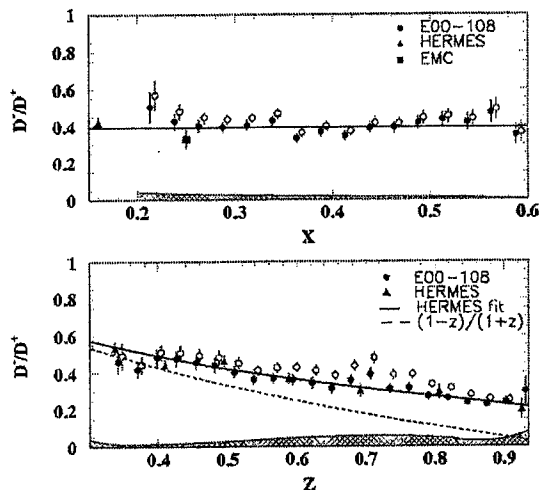 1
0.8
0.6
0.4
0.2
0
D⁻/D⁺
E00-108
HERMES
EMC
0.2 0.3 0.4 0.5 0.6
X
1
0.8
0.6
0.4
0.2
0
D⁻/D⁺
E00-108
HERMES
HERMES fit
(1-z)/(1+z)
0.4 0.5 0.6 0.7 0.8 0.9
Z